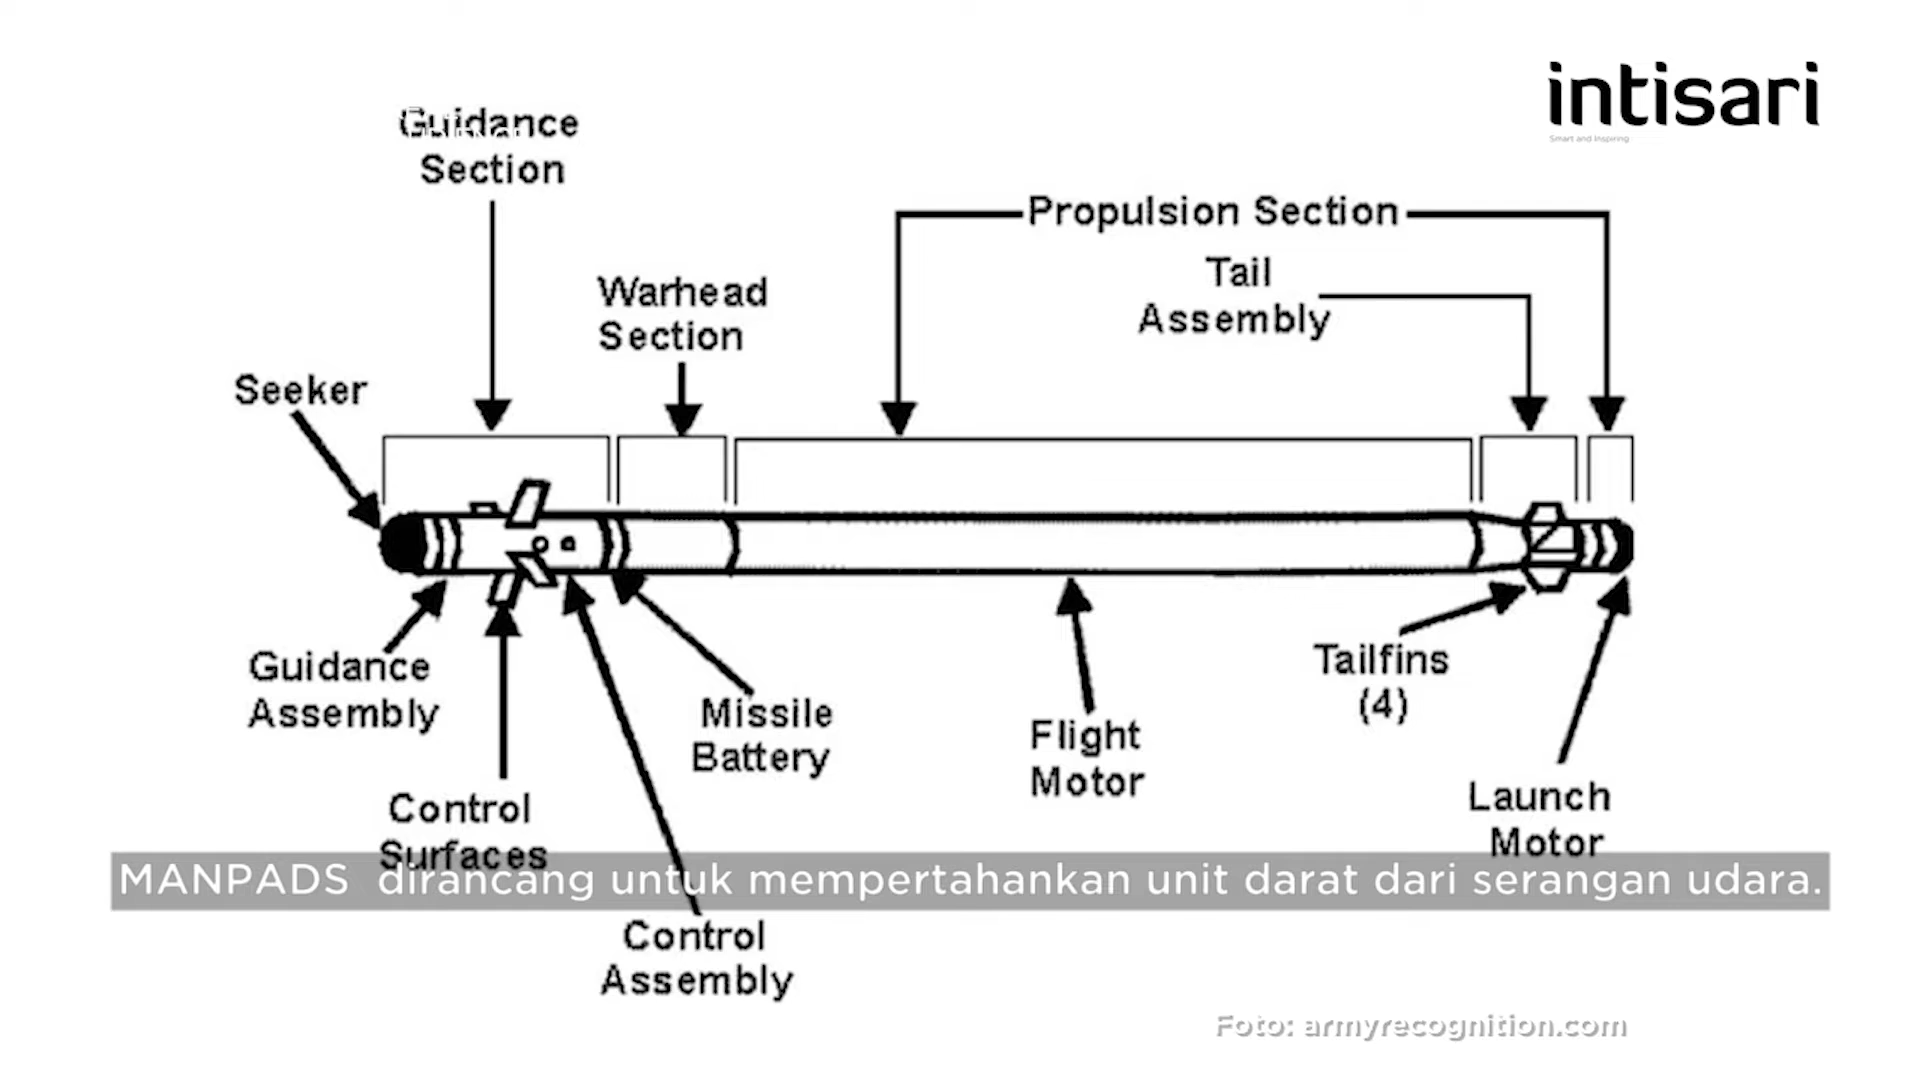 intisari
Smart and Inspiring
Guidance
Section
Propulsion Section
Tail
Assembly
Warhead
Section
Seeker
Guidance
Assembly
Missile
Battery
Tailfins
(4)
Flight
Motor
Control
Surfaces
Launch
Motor
MANPADS dirancang untuk mempertahankan unit darat dari serangan udara.
Control
Assembly
Foto: armyrecognition.com